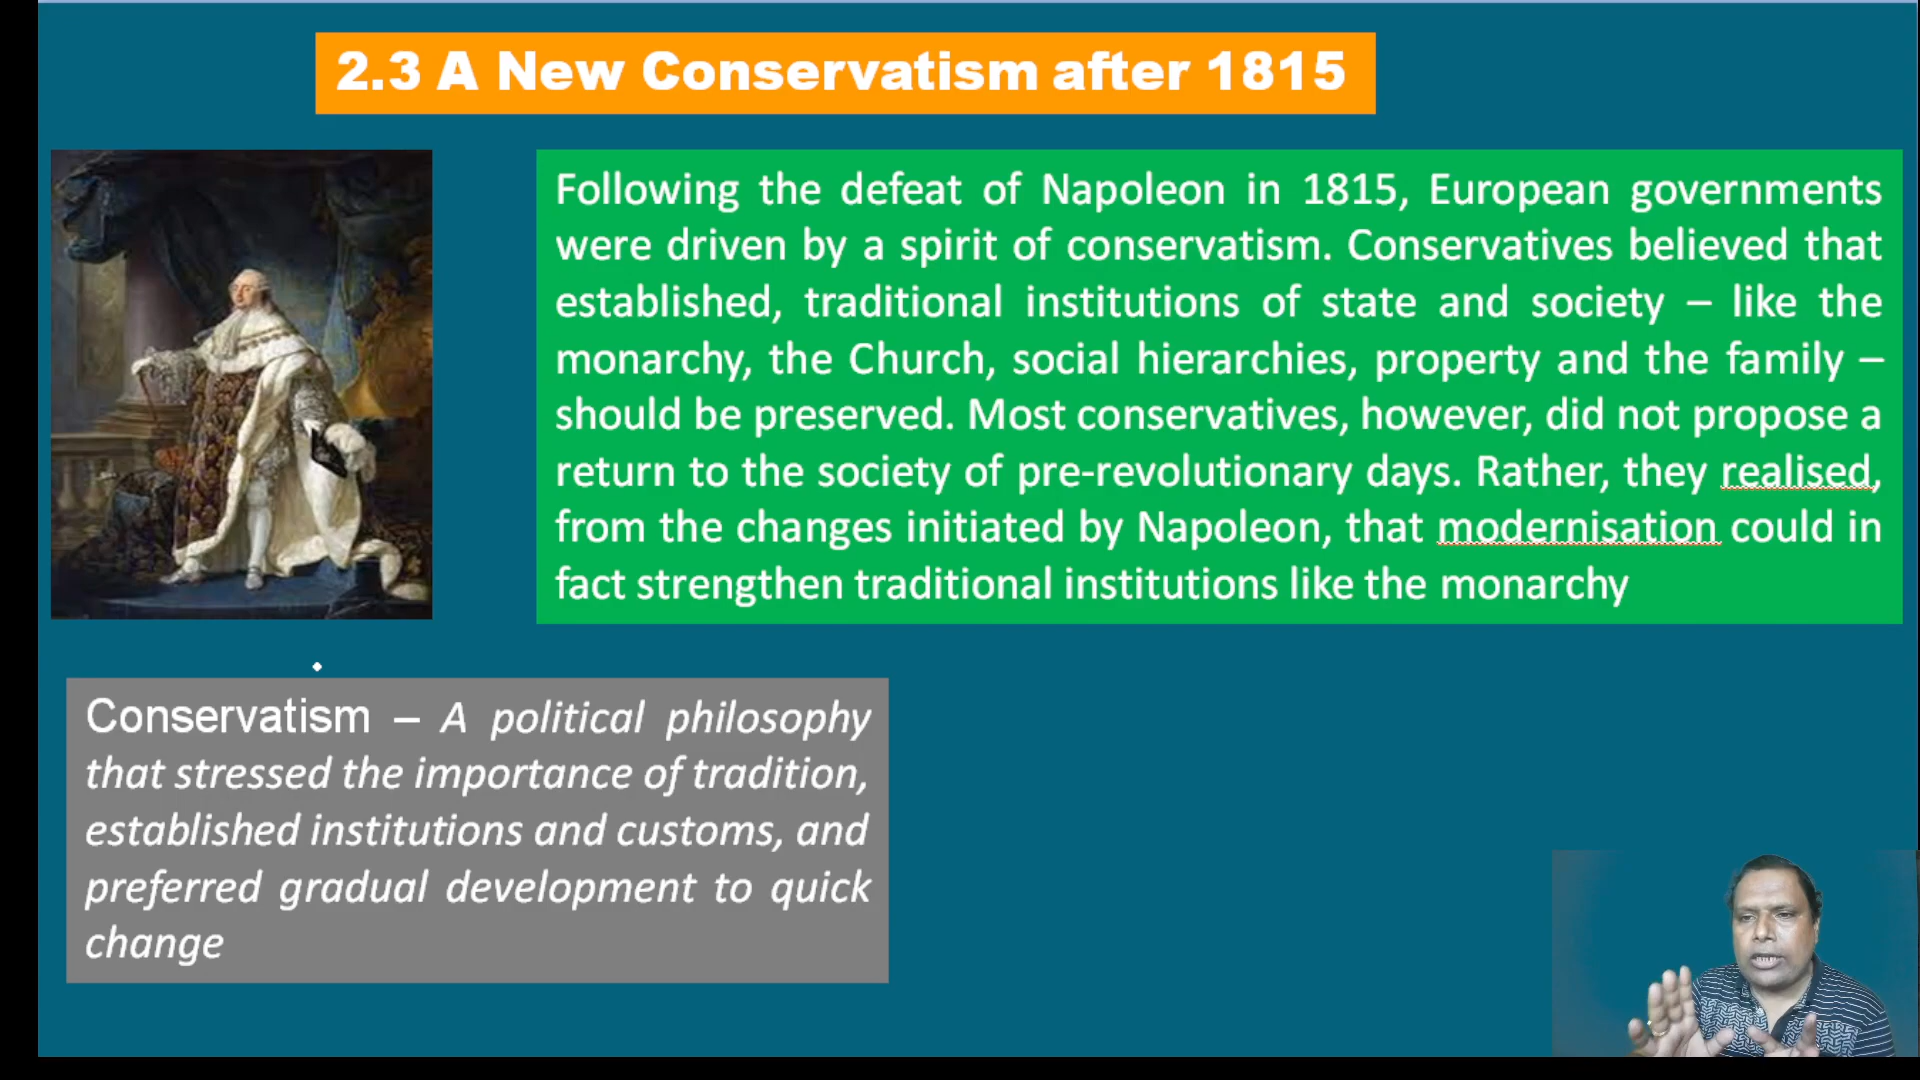 2.3 A New Conservatism after 1815
Following the defeat of Napoleon in 1815, European governments
were driven by a spirit of conservatism. Conservatives believed that
established, traditional institutions of state and society – like the
monarchy, the Church, social hierarchies, property and the family –
should be preserved. Most conservatives, however, did not propose a
return to the society of pre-revolutionary days. Rather, they realised,
from the changes initiated by Napoleon, that modernisation could in
fact strengthen traditional institutions like the monarchy
Conservatism – A political philosophy
that stressed the importance of tradition,
established institutions and customs, and
preferred gradual development to quick
change